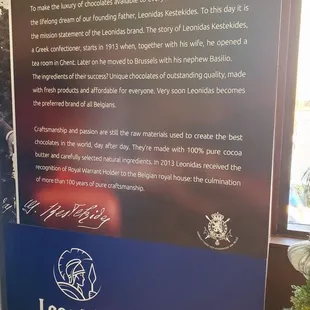 To make the luxury of chocolates available to every
the lifelong dream of our founding father, Leonidas Kestekides. To this day it is
the mission statement of the Leonidas brand. The story of Leonidas Kestekides,
a Greek confectioner, starts in 1913 when, together with his wife, he opened a
tea room in Ghent. Later on he moved to Brussels with his nephew Basilio.
The ingredients of their success? Unique chocolates of outstanding quality, made
with fresh products and affordable for everyone. Very soon Leonidas becomes
the preferred brand of all Belgians.
Craftsmanship and passion are still the raw materials used to create the best
chocolates in the world, day after day. They're made with 100% pure cocoa
butter and carefully selected natural ingredients. In 2013 Leonidas received the
recognition of Royal Warrant Holder to the Belgian royal house: the culmination
of more than 100 years of pure craftsmanship.
Kestekides